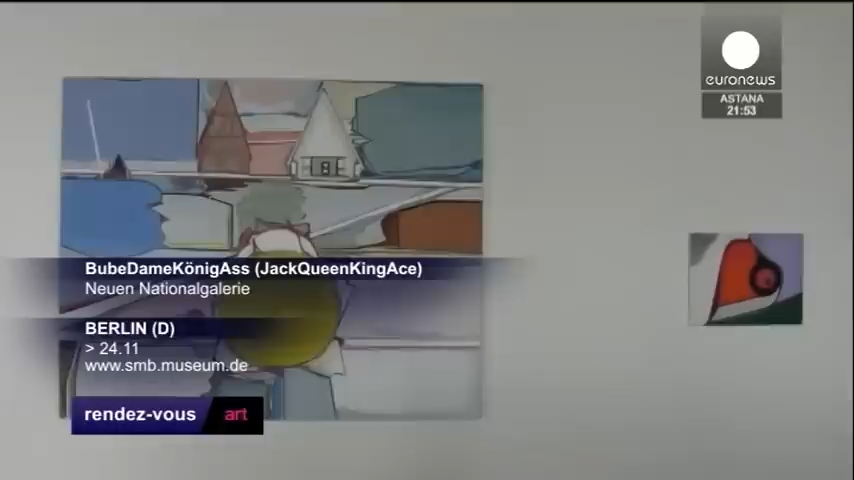 euronews
ASTANA
21:53
BubeDameKönigAss (JackQueenKingAce)
Neuen Nationalgalerie
BERLIN (D)
> 24.11
www.smb.museum.de
rendez-vous art